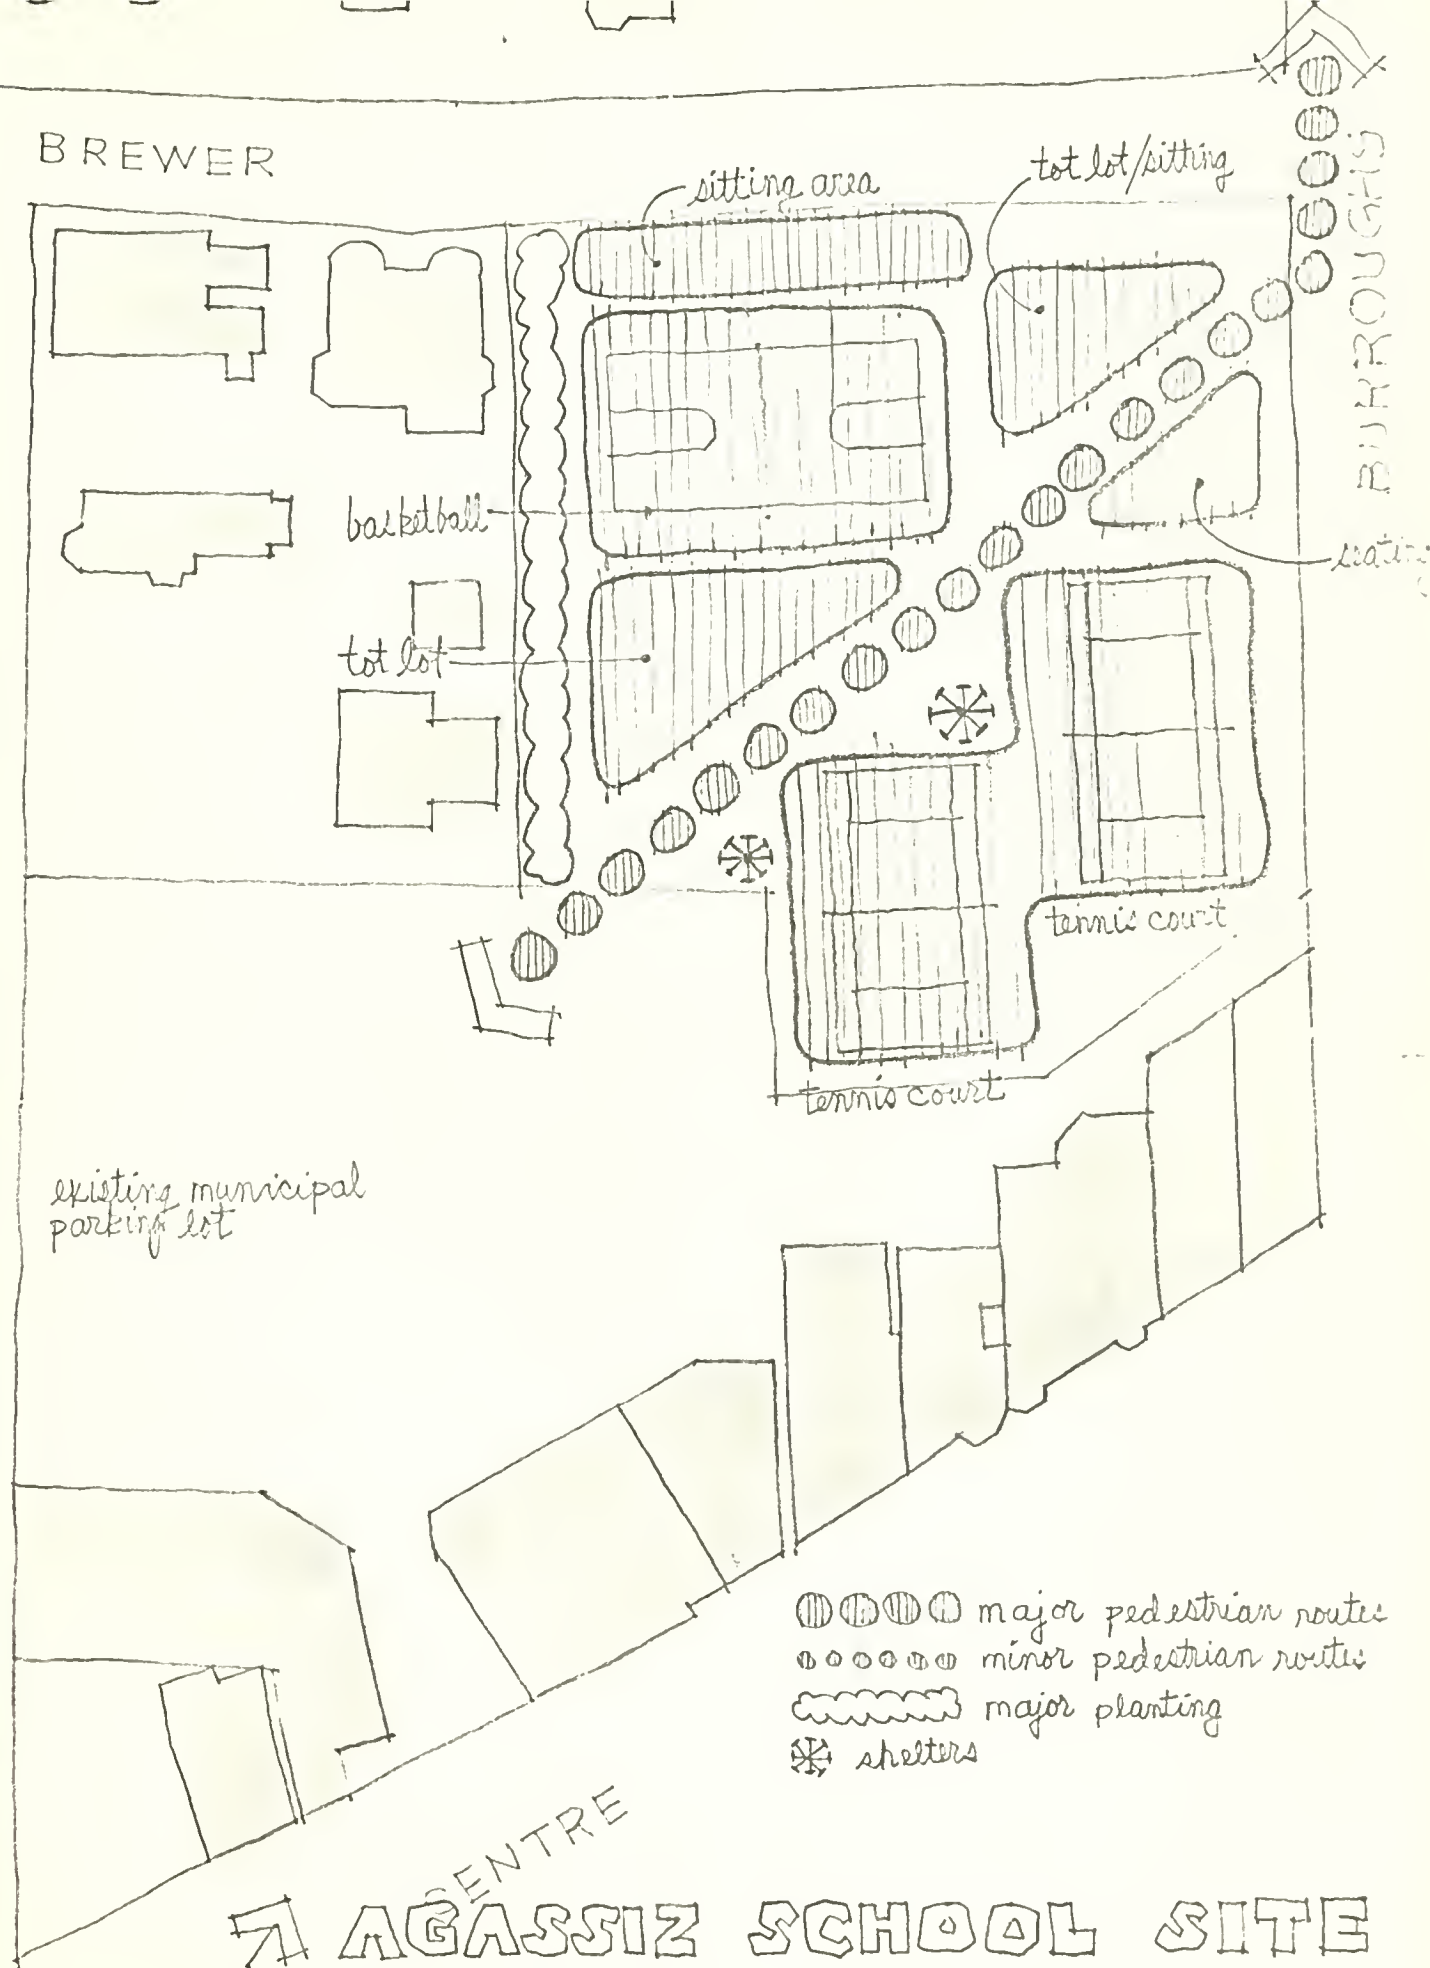 BREWER
sitting area
tot lot/sitting
BURROUGHS
basketball
tot lot
tennis court
tennis court
existing municipal
parking lot
major pedestrian routes
minor pedestrian routes
major planting
shelters
CENTRE
AGASSIZ SCHOOL SITE